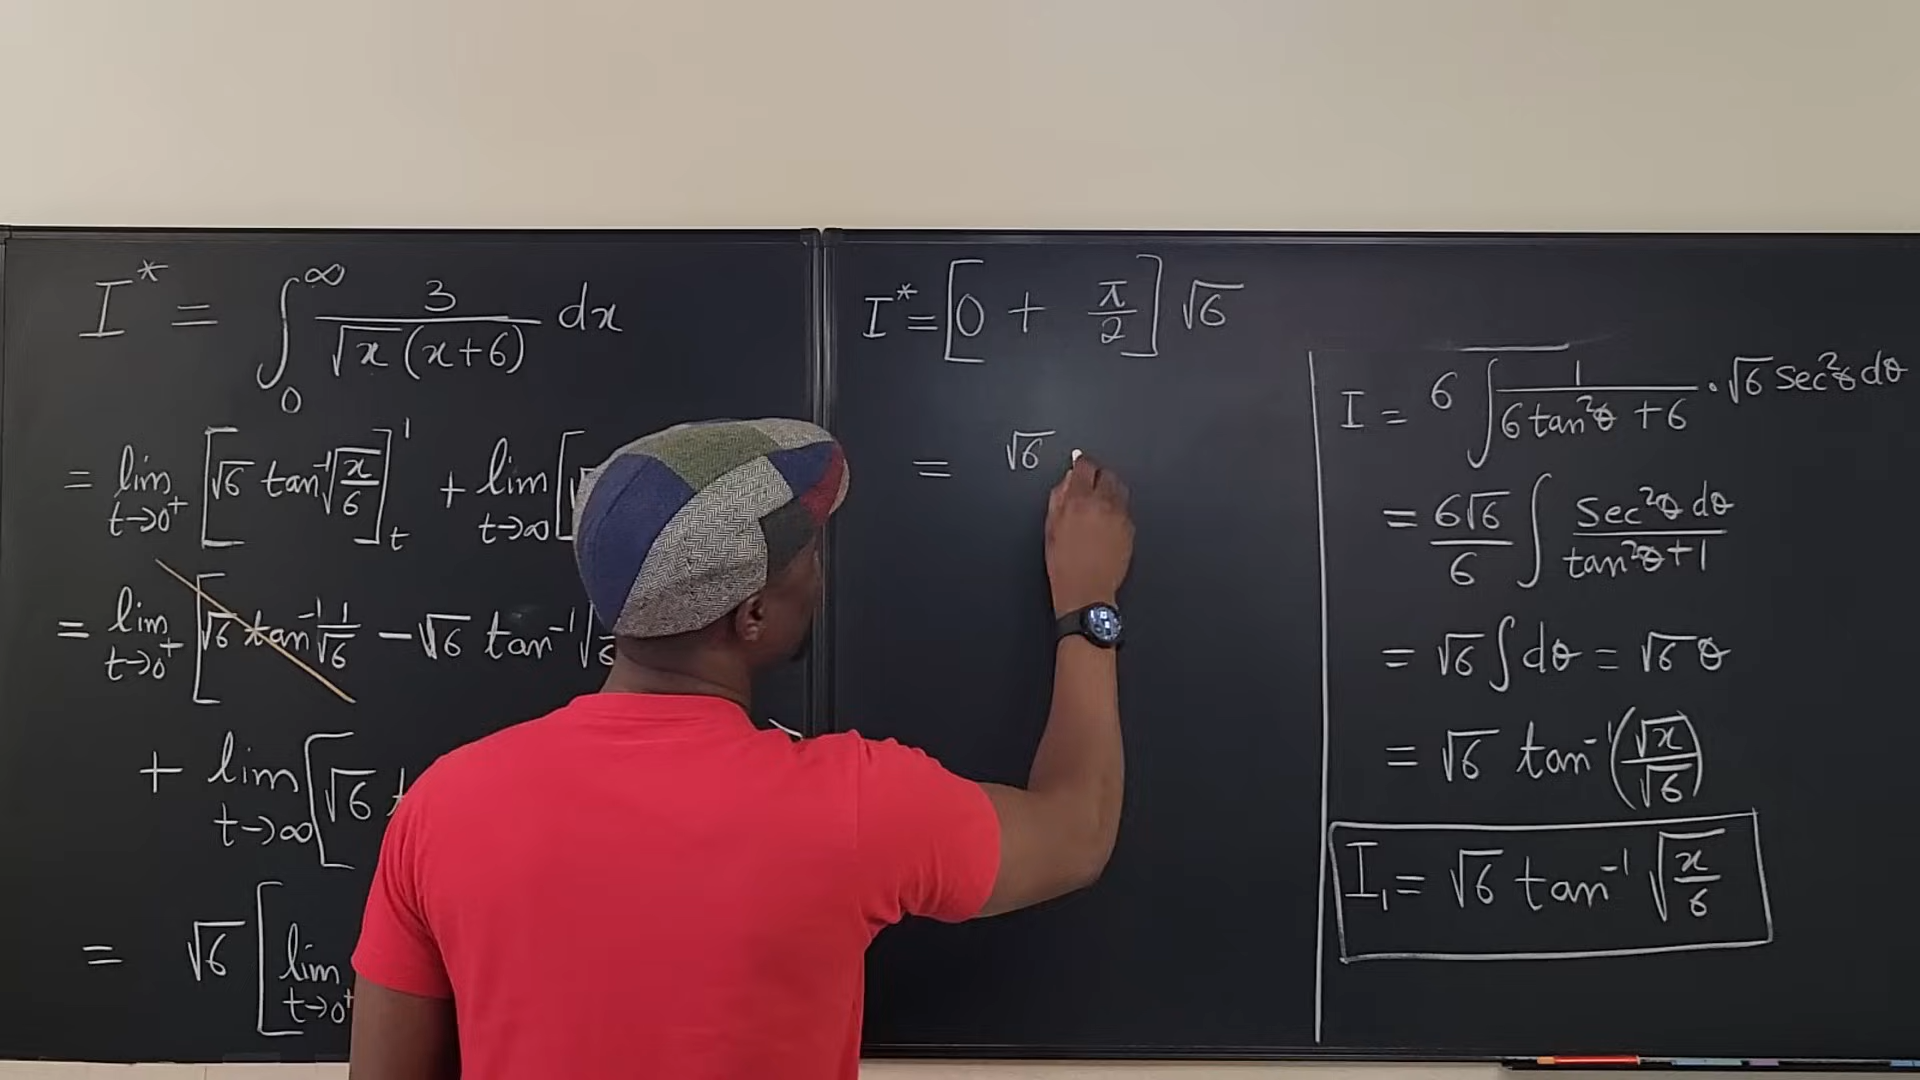 I* = ∫₀^∞ 3/(√x (x+6)) dx
= lim t→0⁺ [√6 tan⁻¹ √(x/6)]ₜ¹ + lim t→∞ [
= lim t→0⁺ [√6 tan⁻¹ 1/√6 − √6 tan⁻¹ √
+ lim t→∞ [√6
= √6 [lim t→0⁺
I* = [0 + π/2] √6
= √6
I = 6 ∫ 1/(6tan²θ + 6) · √6 sec²θ dθ
= 6√6/6 ∫ sec²θ dθ/(tan²θ + 1)
= √6 ∫ dθ = √6 θ
= √6 tan⁻¹(√x/√6)
I₁ = √6 tan⁻¹ √(x/6)